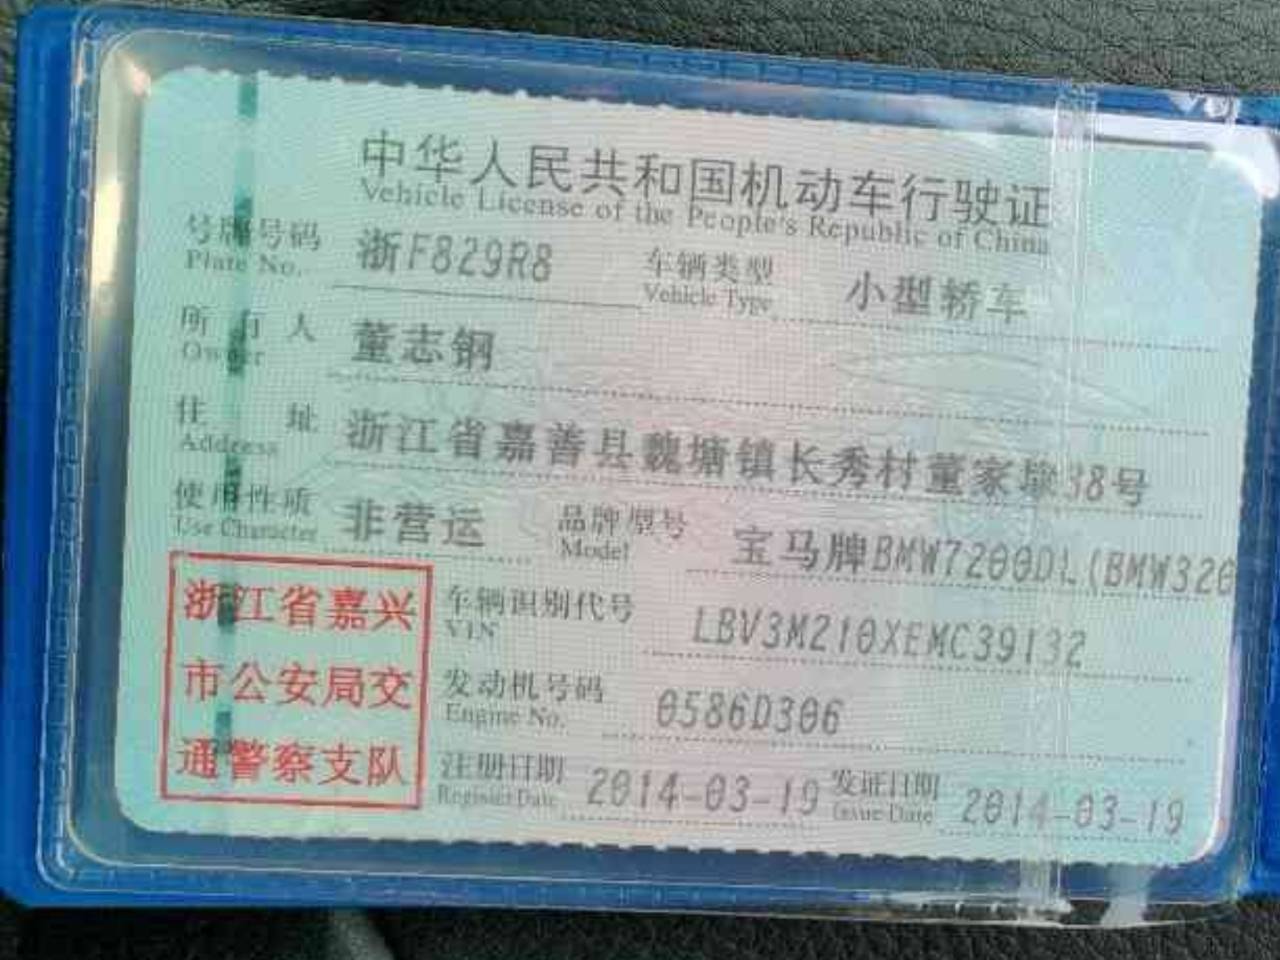 中华人民共和国机动车行驶证
Vehicle License of the People's Republic of China
号牌号码 浙F829R8 车辆类型 小型轿车
Plate No. Vehicle Type
所有人 董志钢
Owner
住址 浙江省嘉善县魏塘镇长秀村董家埭38号
Address
使用性质 非营运 品牌型号 宝马牌BMW7200DL(BMW320
Use Character Model
浙江省嘉兴
市公安局交
通警察支队
车辆识别代号 LBV3M210XEMC39132
VIN
发动机号码 0586D306
Engine No.
注册日期 2014-03-19 发证日期 2014-03-19
Register Date Issue Date